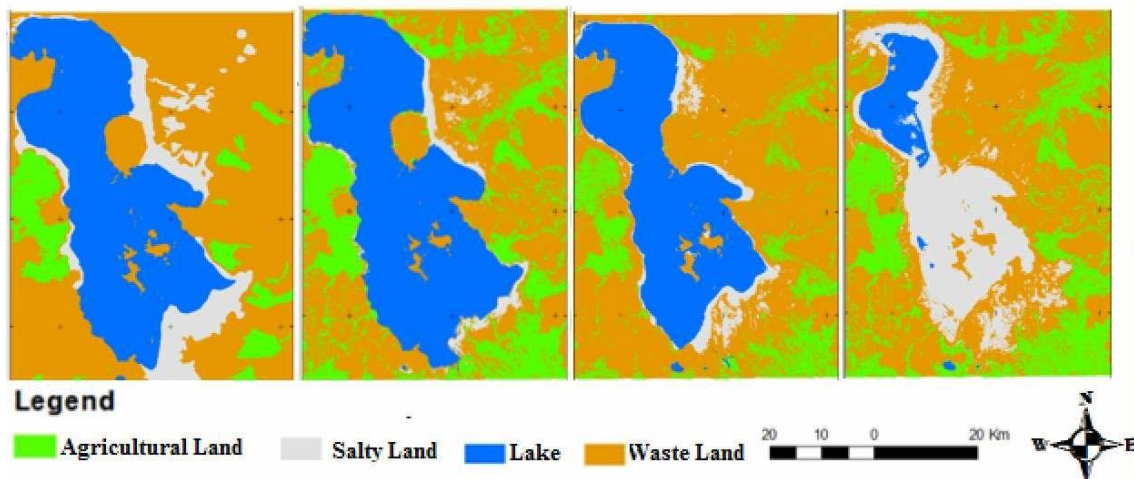 Legend
Agricultural Land Salty Land Lake Waste Land
20 10 0 20 Km
N
W E
S